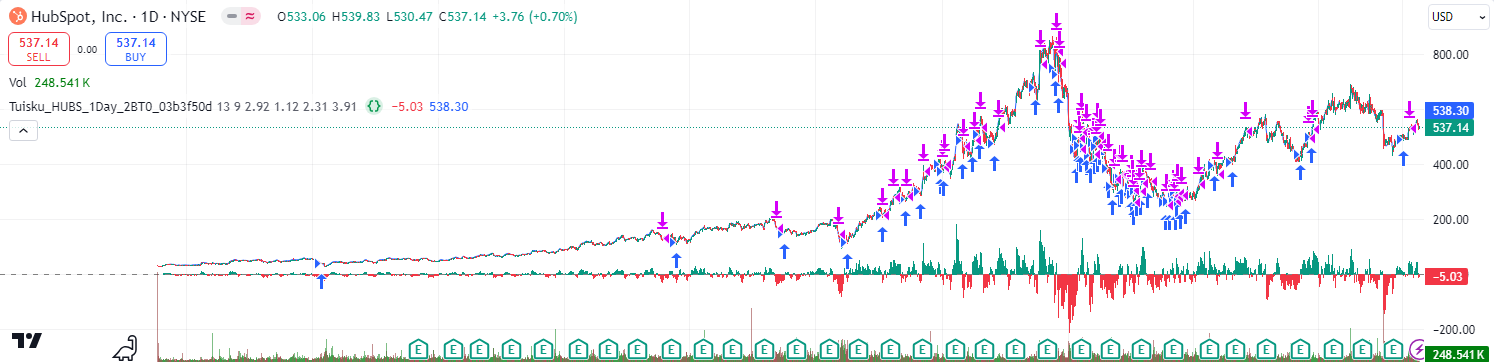 HubSpot, Inc. · 1D · NYSE O533.06 H539.83 L530.47 C537.14 +3.76 (+0.70%)
USD
537.14 SELL 0.00 537.14 BUY
Vol 248.541 K
Tuisku_HUBS_1Day_2BT0_03b3f50d 13 9 2.92 1.12 2.31 3.91 −5.03 538.30
800.00
538.30
537.14
400.00
200.00
−5.03
−200.00
248.541 K
E E E E E E E E E E E E E E E E E E E E E E E E E E E E E E E E